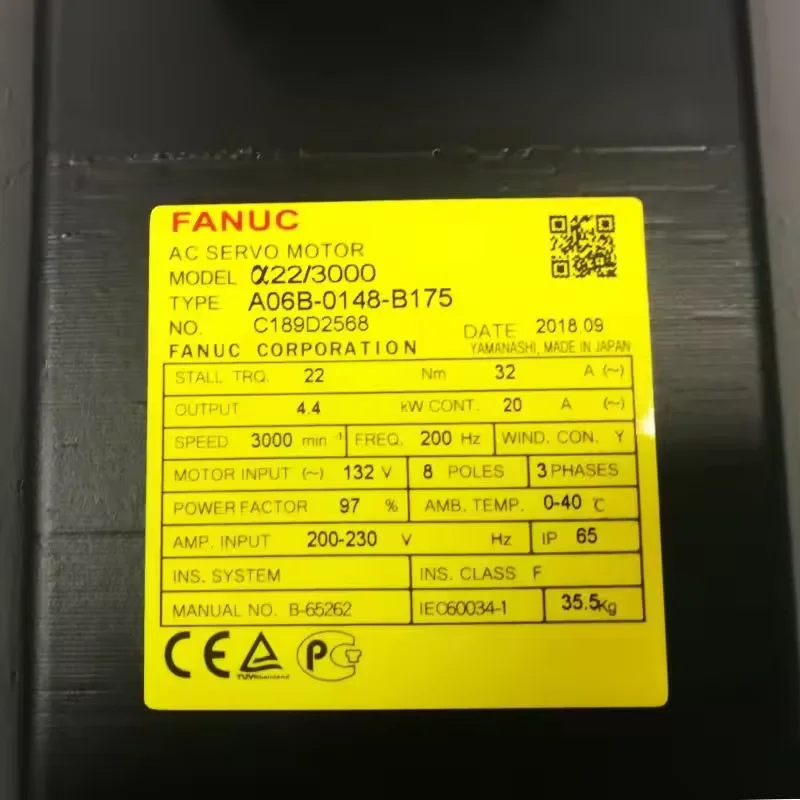 FANUC
AC SERVO MOTOR
MODEL α22/3000
TYPE A06B-0148-B175
NO. C189D2568
DATE 2018.09
FANUC CORPORATION YAMANASHI, MADE IN JAPAN
STALL TRQ. 22 Nm 32 A (~)
OUTPUT 4.4 kW CONT. 20 A (~)
SPEED 3000 min⁻¹ FREQ. 200 Hz WIND. CON. Y
MOTOR INPUT (~) 132 V 8 POLES 3 PHASES
POWER FACTOR 97 % AMB. TEMP. 0-40 ℃
AMP. INPUT 200-230 V Hz IP 65
INS. SYSTEM INS. CLASS F
MANUAL NO. B-65262 IEC60034-1 35.5Kg
CE TUVRheinland PCT